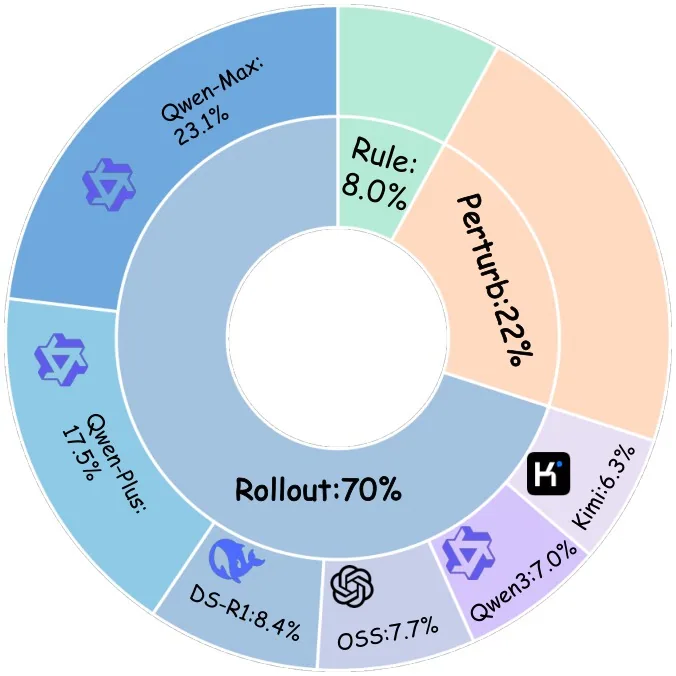 Qwen-Max:
23.1%
Rule:
8.0%
Perturb:22%
Qwen-Plus:
17.5%
Rollout:70%
Kimi:6.3%
Qwen3:7.0%
DS-R1:8.4%
OSS:7.7%
K